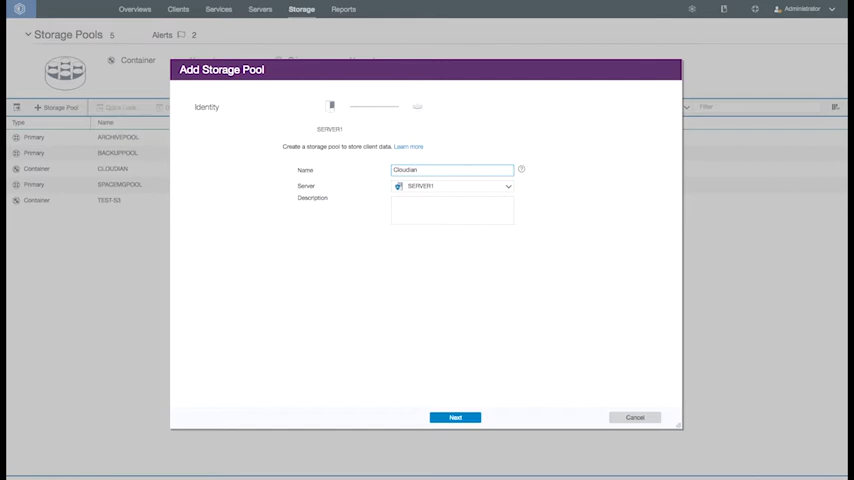 Overviews Clients Services Servers Storage Reports Administrator
Storage Pools 5 Alerts 2
Container
Add Storage Pool
Identity
SERVER1
Create a storage pool to store client data. Learn more
Name Cloudian
Server SERVER1
Description
Next Cancel
+ Storage Pool Quick Look Filter
Type Name
Primary ARCHIVEPOOL
Primary BACKUPPOOL
Container CLOUDIAN
Primary SPACEMGPOOL
Container TEST-S3